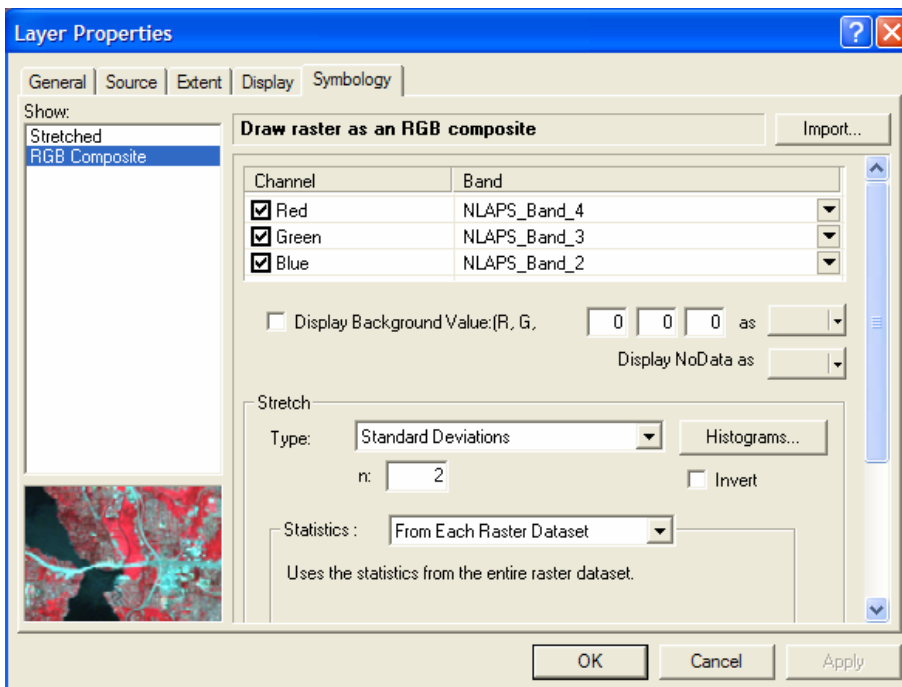 Layer Properties
General Source Extent Display Symbology
Show:
Stretched
RGB Composite
Draw raster as an RGB composite
Import...
Channel Band
Red NLAPS_Band_4
Green NLAPS_Band_3
Blue NLAPS_Band_2
Display Background Value:(R, G, 0 0 0 as
Display NoData as
Stretch
Type: Standard Deviations Histograms...
n: 2 Invert
Statistics : From Each Raster Dataset
Uses the statistics from the entire raster dataset.
OK Cancel Apply